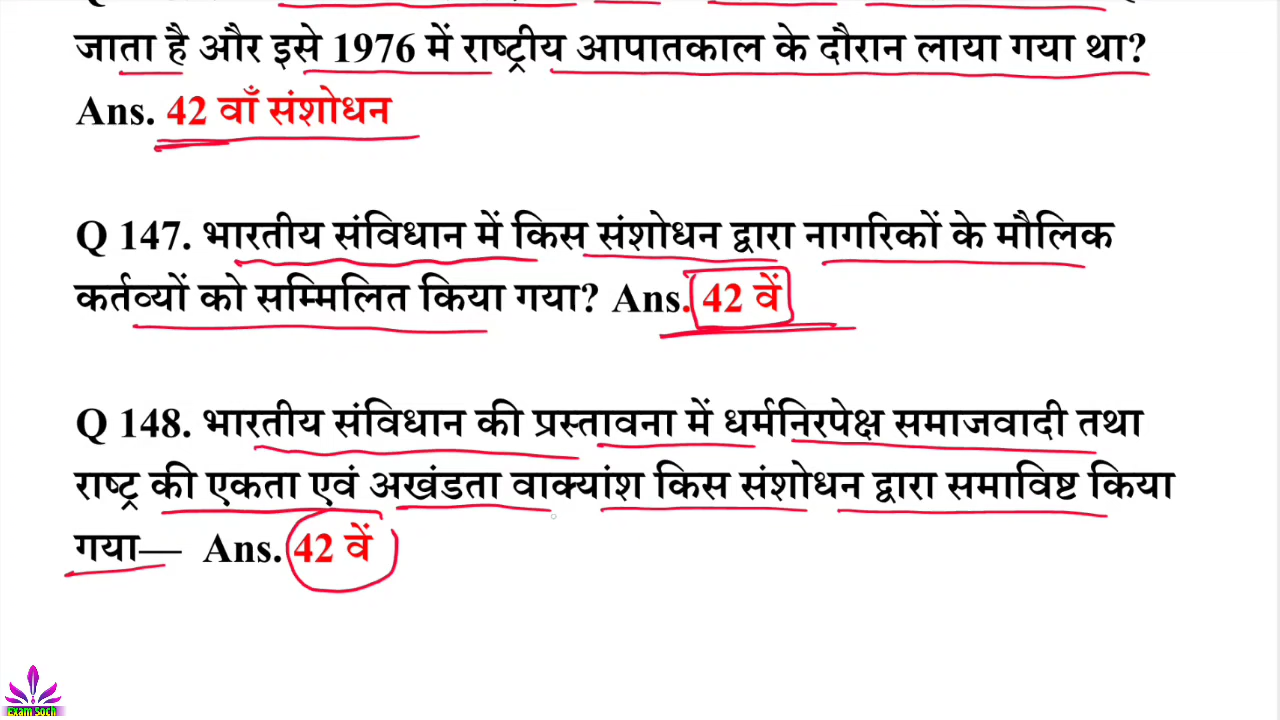 जाता है और इसे 1976 में राष्ट्रीय आपातकाल के दौरान लाया गया था?
Ans. 42 वाँ संशोधन
Q 147. भारतीय संविधान में किस संशोधन द्वारा नागरिकों के मौलिक
कर्तव्यों को सम्मिलित किया गया? Ans. 42 वें
Q 148. भारतीय संविधान की प्रस्तावना में धर्मनिरपेक्ष समाजवादी तथा
राष्ट्र की एकता एवं अखंडता वाक्यांश किस संशोधन द्वारा समाविष्ट किया
गया— Ans. 42 वें
Exam Soch